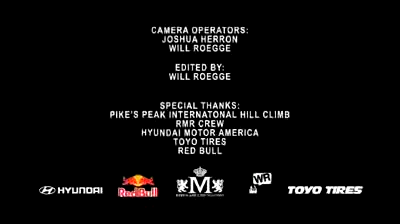 CAMERA OPERATORS:
JOSHUA HERRON
WILL ROEGGE
EDITED BY:
WILL ROEGGE
SPECIAL THANKS:
PIKE'S PEAK INTERNATONAL HILL CLIMB
RMR CREW
HYUNDAI MOTOR AMERICA
TOYO TIRES
RED BULL
HYUNDAI
Red Bull
M
WR
TOYO TIRES